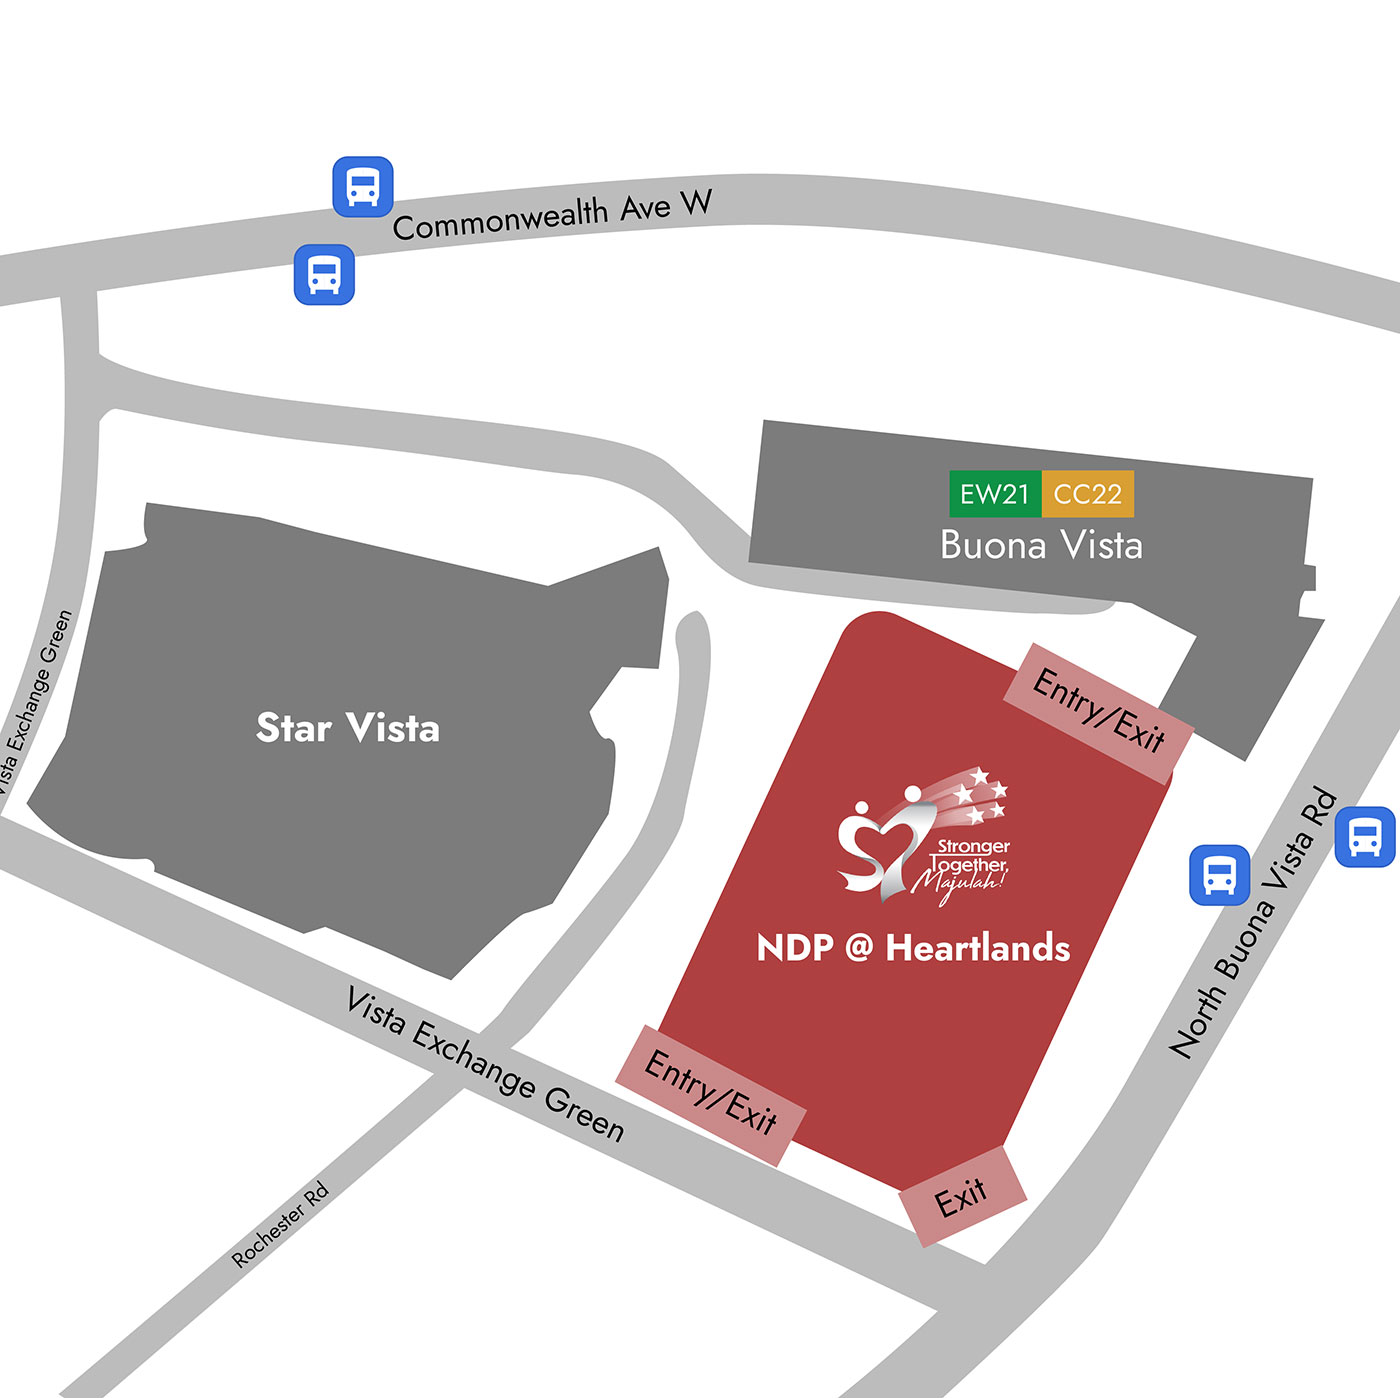 Commonwealth Ave W
EW21 CC22
Buona Vista
Vista Exchange Green
Star Vista
Entry/Exit
Stronger
Together,
Majulah!
NDP @ Heartlands
North Buona Vista Rd
Vista Exchange Green
Entry/Exit
Exit
Rochester Rd